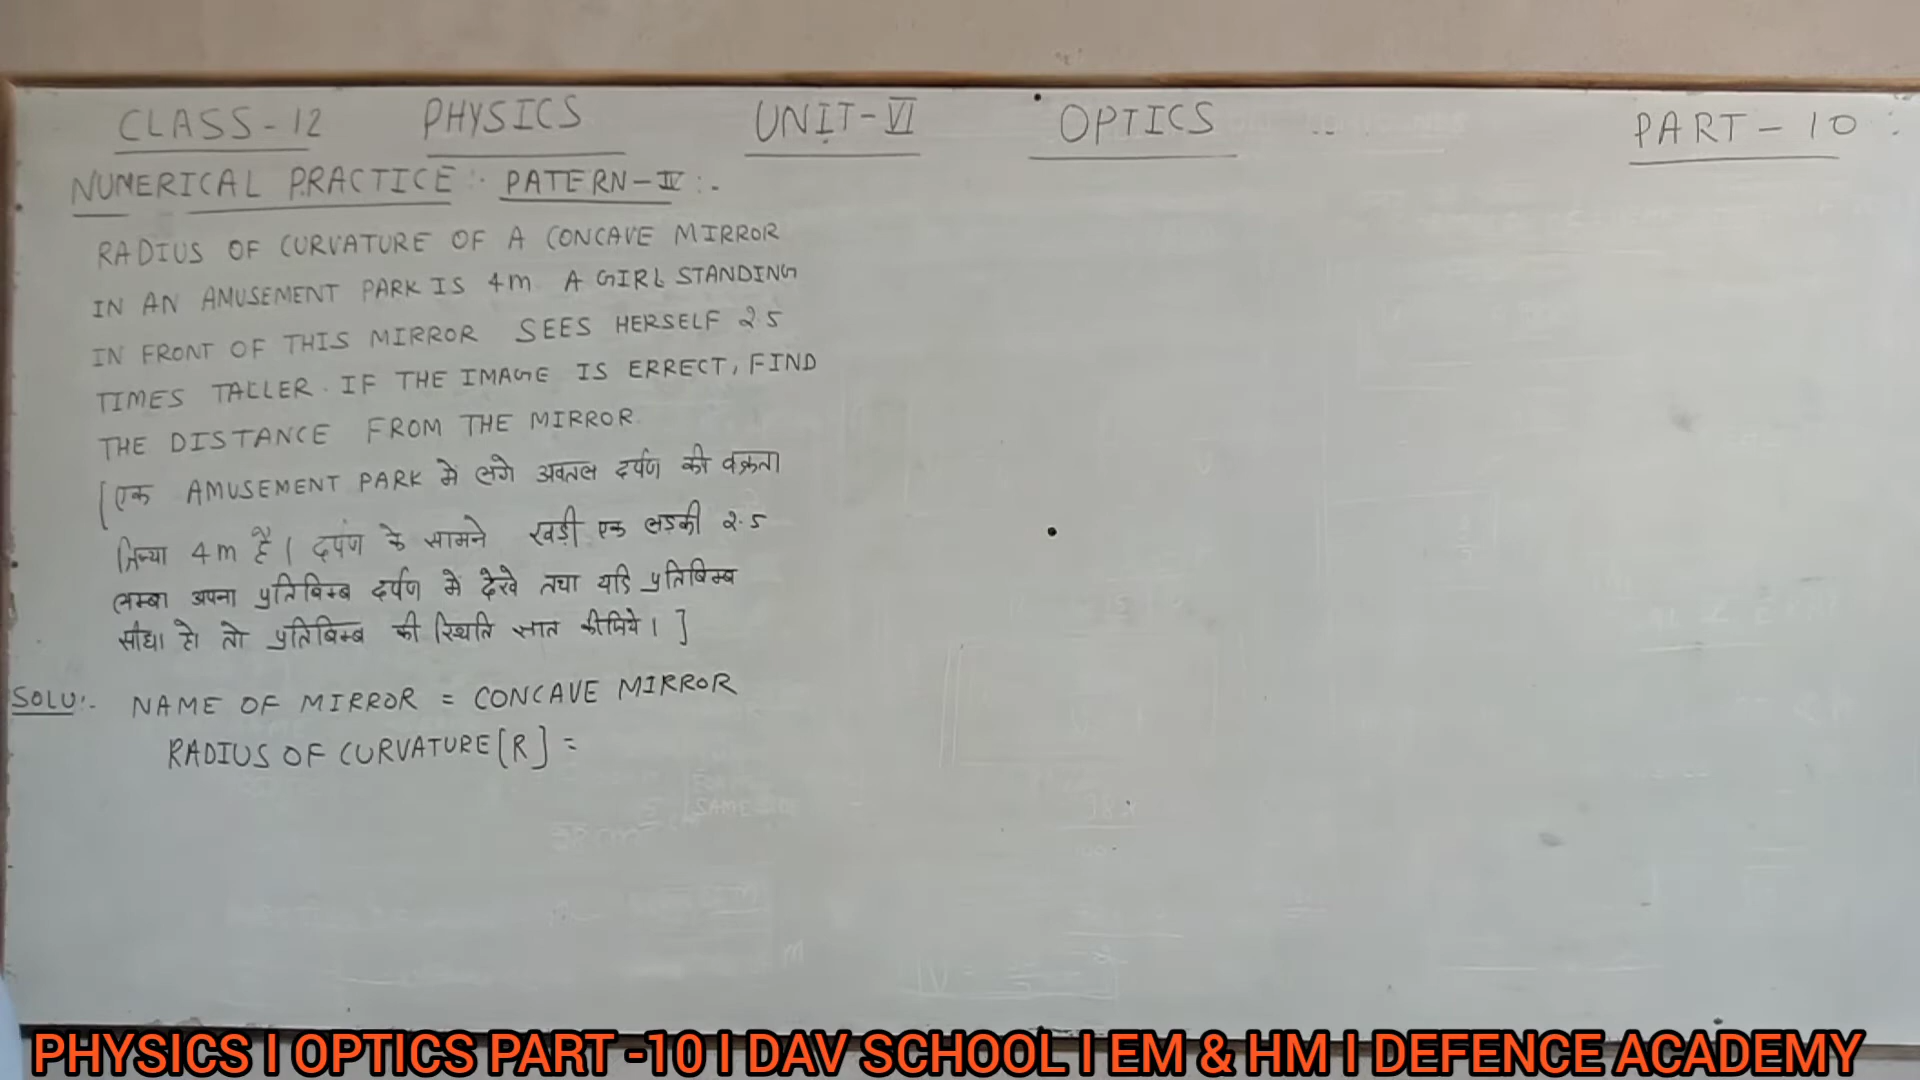 CLASS-12 PHYSICS UNIT-VI OPTICS PART-10:
NUMERICAL PRACTICE:- PATERN-IV:-
RADIUS OF CURVATURE OF A CONCAVE MIRROR
IN AN AMUSEMENT PARK IS 4m. A GIRL STANDING
IN FRONT OF THIS MIRROR SEES HERSELF 2.5
TIMES TALLER. IF THE IMAGE IS ERRECT, FIND
THE DISTANCE FROM THE MIRROR.
[एक AMUSEMENT PARK में लगे अवतल दर्पण की वक्रता
त्रिज्या 4m है। दर्पण के सामने खड़ी एक लड़की 2.5
लम्बा अपना प्रतिबिम्ब दर्पण में देखे तथा यदि प्रतिबिम्ब
सीधा हो तो प्रतिबिम्ब की स्थिति ज्ञात कीजिये।]
SOLU:- NAME OF MIRROR = CONCAVE MIRROR
RADIUS OF CURVATURE[R] =
PHYSICS I OPTICS PART -10 I DAV SCHOOL I EM & HM I DEFENCE ACADEMY